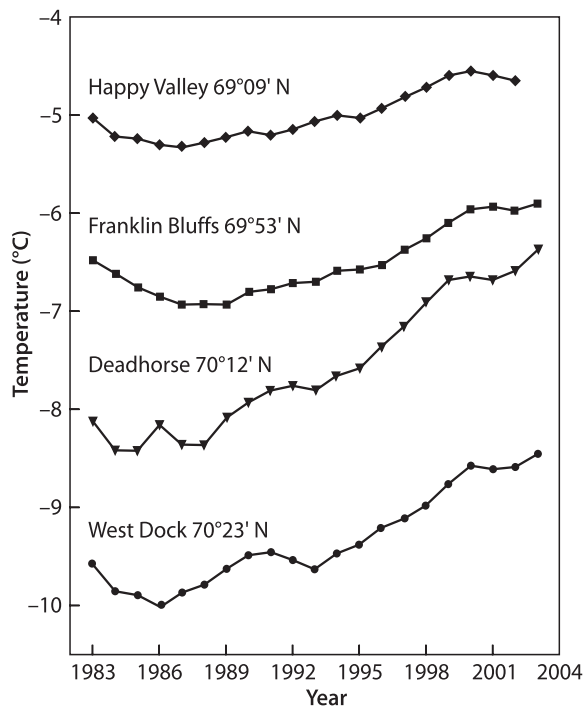 Temperature (°C)
–4
–5
–6
–7
–8
–9
–10
Happy Valley 69°09' N
Franklin Bluffs 69°53' N
Deadhorse 70°12' N
West Dock 70°23' N
1983 1986 1989 1992 1995 1998 2001 2004
Year